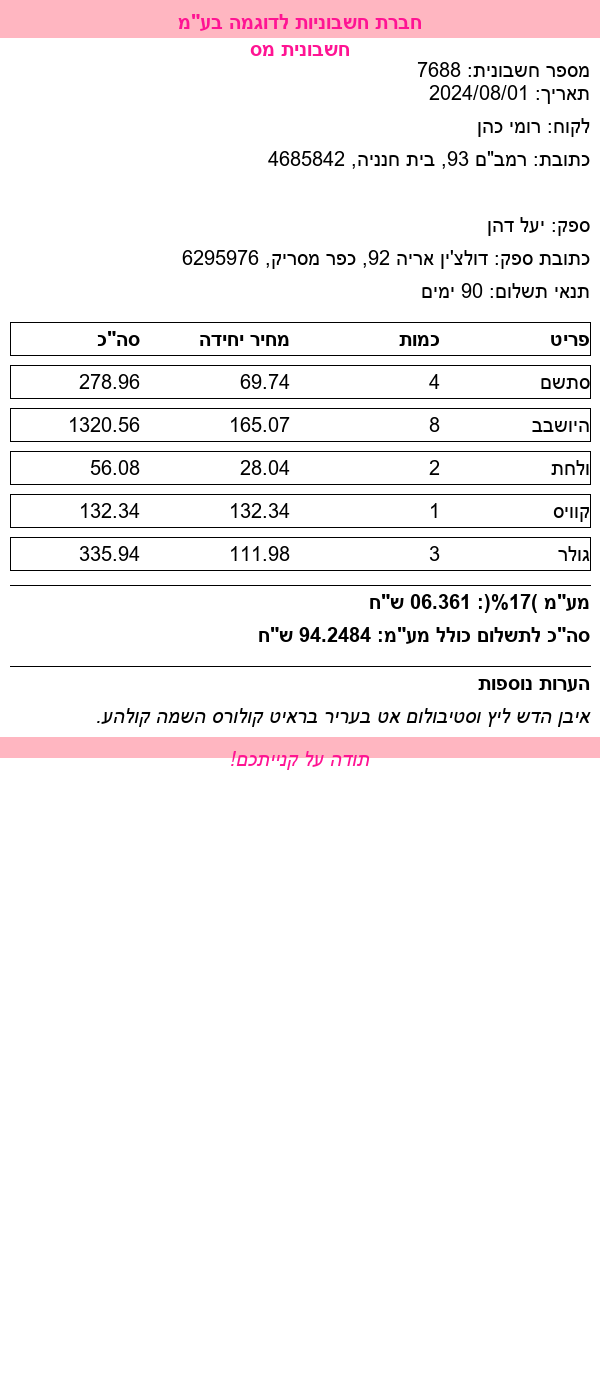 חברת חשבוניות לדוגמה בע"מ
חשבונית מס
מספר חשבונית: 7688
תאריך: 2024/08/01
לקוח: רומי כהן
כתובת: רמב"ם 93, בית חנניה, 4685842
ספק: יעל דהן
כתובת ספק: דולצ'ין אריה 92, כפר מסריק, 6295976
תנאי תשלום: 90 ימים
פריט כמות מחיר יחידה סה"כ
סתשם 4 69.74 278.96
היושבב 8 165.07 1320.56
ולחת 2 28.04 56.08
קוויס 1 132.34 132.34
גולר 3 111.98 335.94
מע"מ )17%(: 06.361 ש"ח
סה"כ לתשלום כולל מע"מ: 94.2484 ש"ח
הערות נוספות
איבן הדש ליץ וסטיבולום אט בעריר בראיט קולורס השמה קולהע.
תודה על קנייתכם!